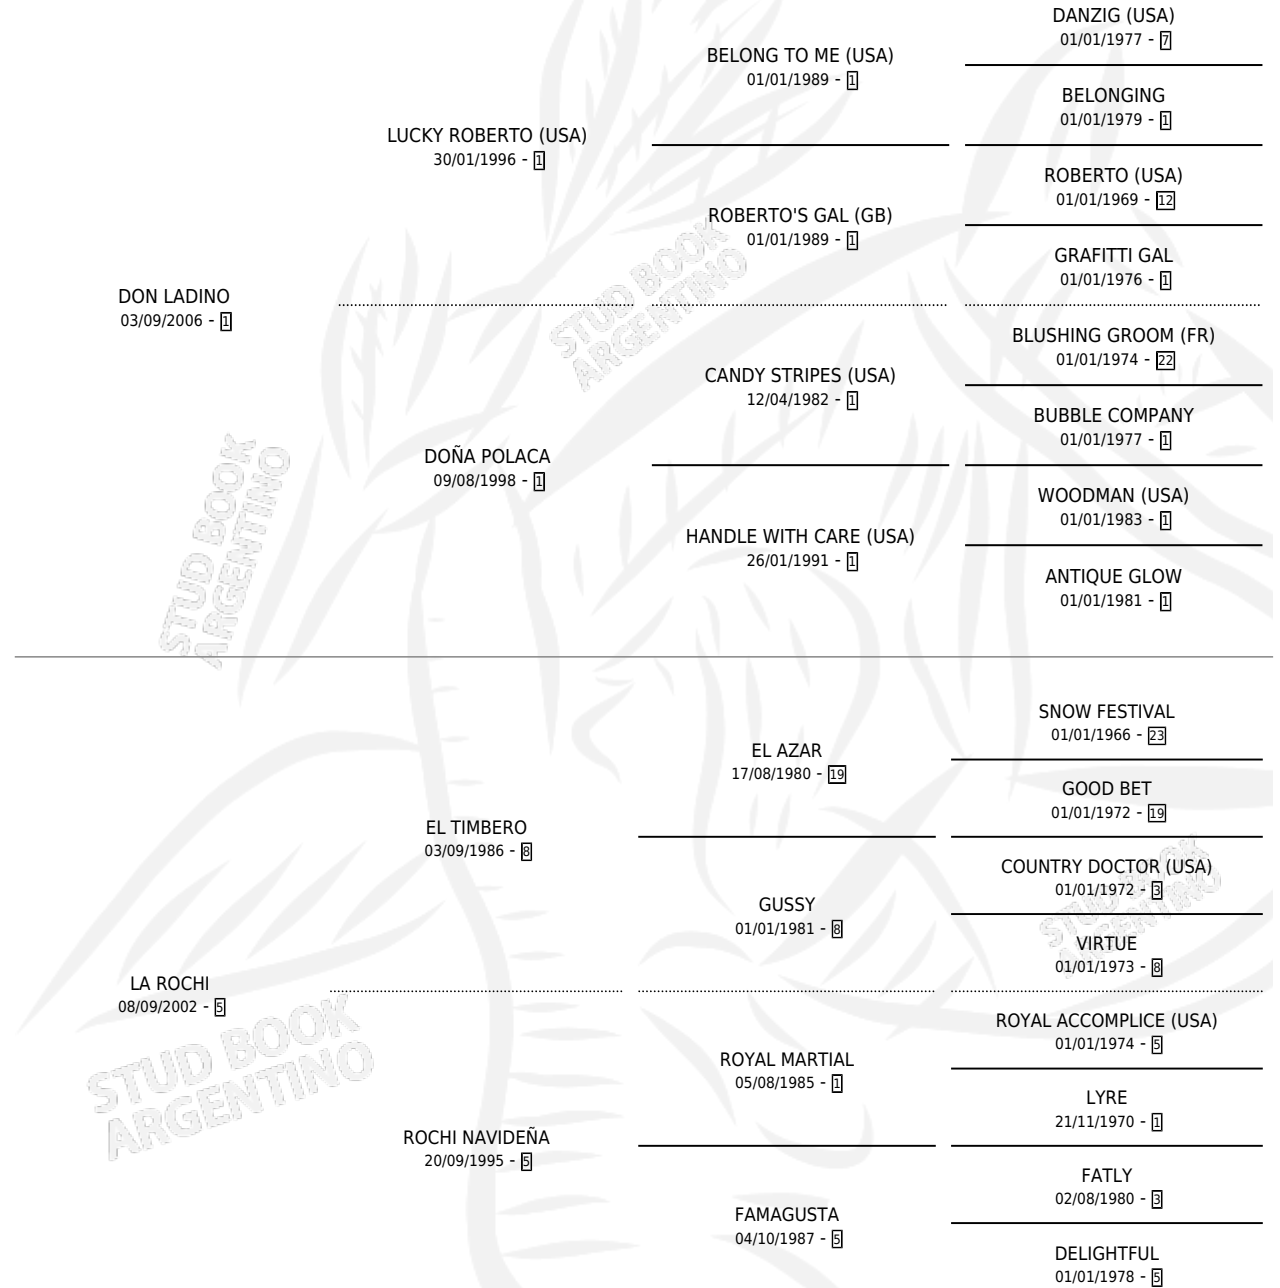 DANZIG (USA)
01/01/1977 - 7
BELONG TO ME (USA)
01/01/1989 - 1
BELONGING
01/01/1979 - 1
LUCKY ROBERTO (USA)
30/01/1996 - 1
ROBERTO (USA)
01/01/1969 - 12
ROBERTO'S GAL (GB)
01/01/1989 - 1
GRAFITTI GAL
01/01/1976 - 1
DON LADINO
03/09/2006 - 1
BLUSHING GROOM (FR)
01/01/1974 - 22
CANDY STRIPES (USA)
12/04/1982 - 1
BUBBLE COMPANY
01/01/1977 - 1
DOÑA POLACA
09/08/1998 - 1
WOODMAN (USA)
01/01/1983 - 1
HANDLE WITH CARE (USA)
26/01/1991 - 1
ANTIQUE GLOW
01/01/1981 - 1
STUD BOOK
ARGENTINO
STUD BOOK
ARGENTINO
SNOW FESTIVAL
01/01/1966 - 23
EL AZAR
17/08/1980 - 19
GOOD BET
01/01/1972 - 19
EL TIMBERO
03/09/1986 - 8
COUNTRY DOCTOR (USA)
01/01/1972 - 3
GUSSY
01/01/1981 - 8
VIRTUE
01/01/1973 - 8
STUD BOOK
ARGENTINO
LA ROCHI
08/09/2002 - 5
ROYAL ACCOMPLICE (USA)
01/01/1974 - 5
ROYAL MARTIAL
05/08/1985 - 1
LYRE
21/11/1970 - 1
STUD BOOK
ARGENTINO
ROCHI NAVIDEÑA
20/09/1995 - 5
FATLY
02/08/1980 - 3
FAMAGUSTA
04/10/1987 - 5
DELIGHTFUL
01/01/1978 - 5